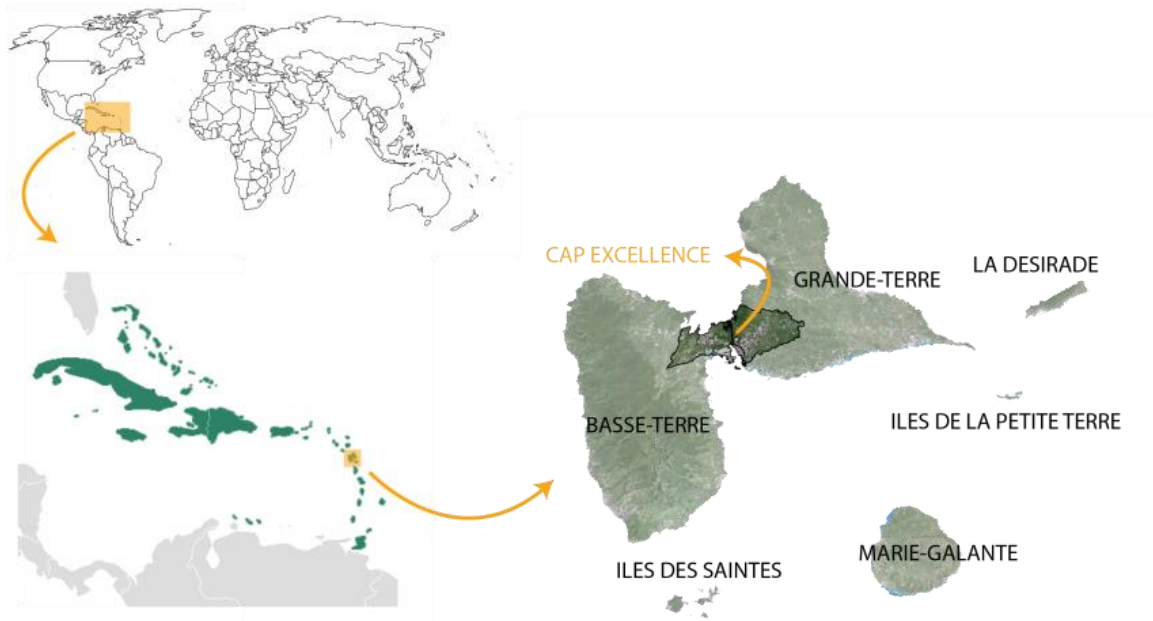 CAP EXCELLENCE
GRANDE-TERRE
LA DESIRADE
BASSE-TERRE
ILES DE LA PETITE TERRE
MARIE-GALANTE
ILES DES SAINTES